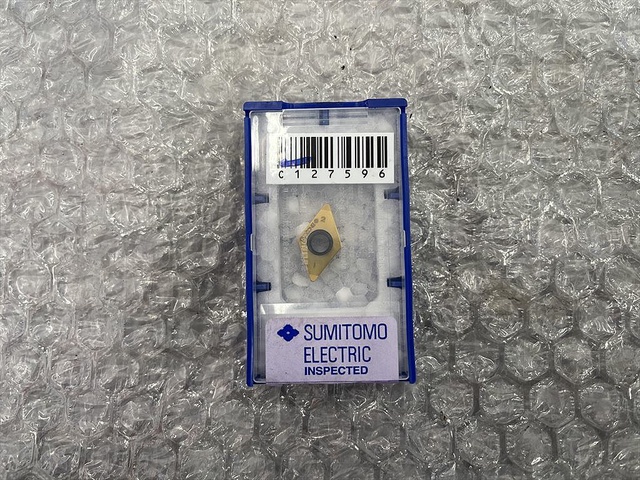 C127596
SUMITOMO
ELECTRIC
INSPECTED